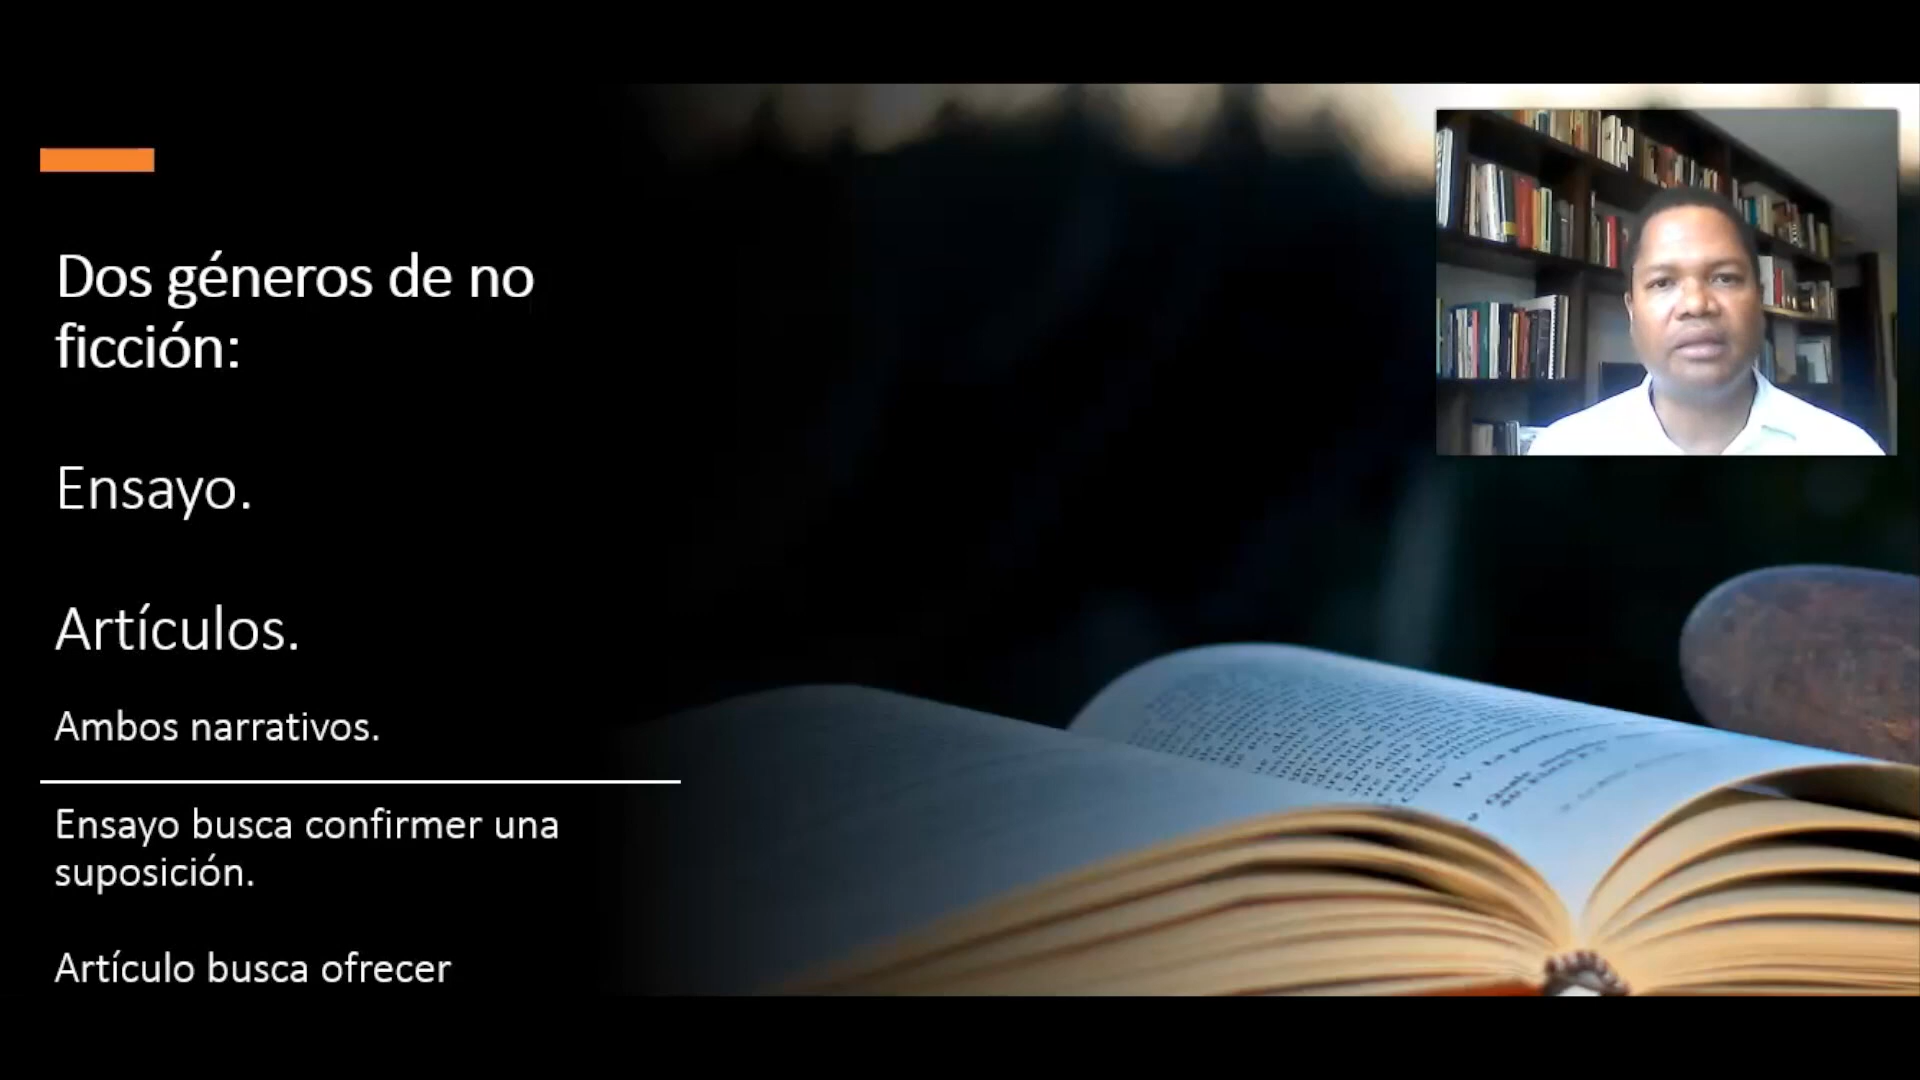 Dos géneros de no
ficción:
Ensayo.
Artículos.
Ambos narrativos.
Ensayo busca confirmer una
suposición.
Artículo busca ofrecer